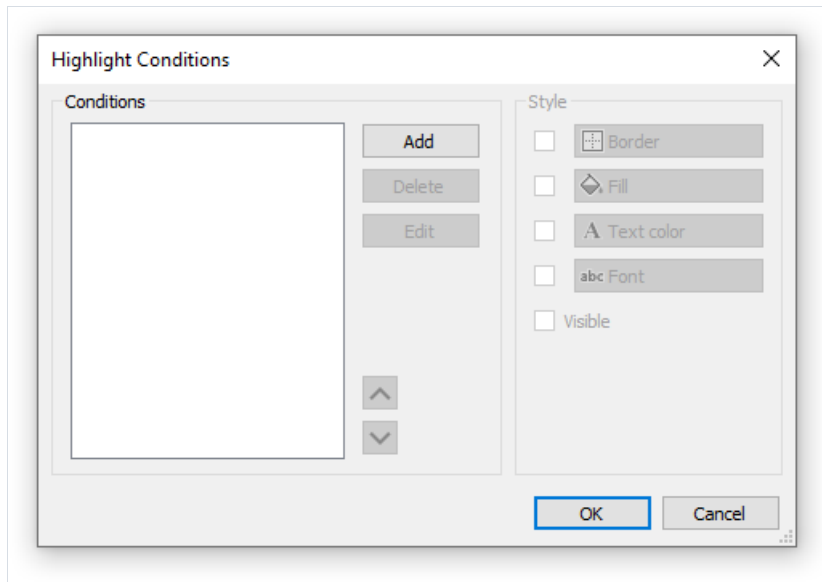 Highlight Conditions
Conditions
Add
Delete
Edit
Style
Border
Fill
A Text color
abc Font
Visible
OK
Cancel